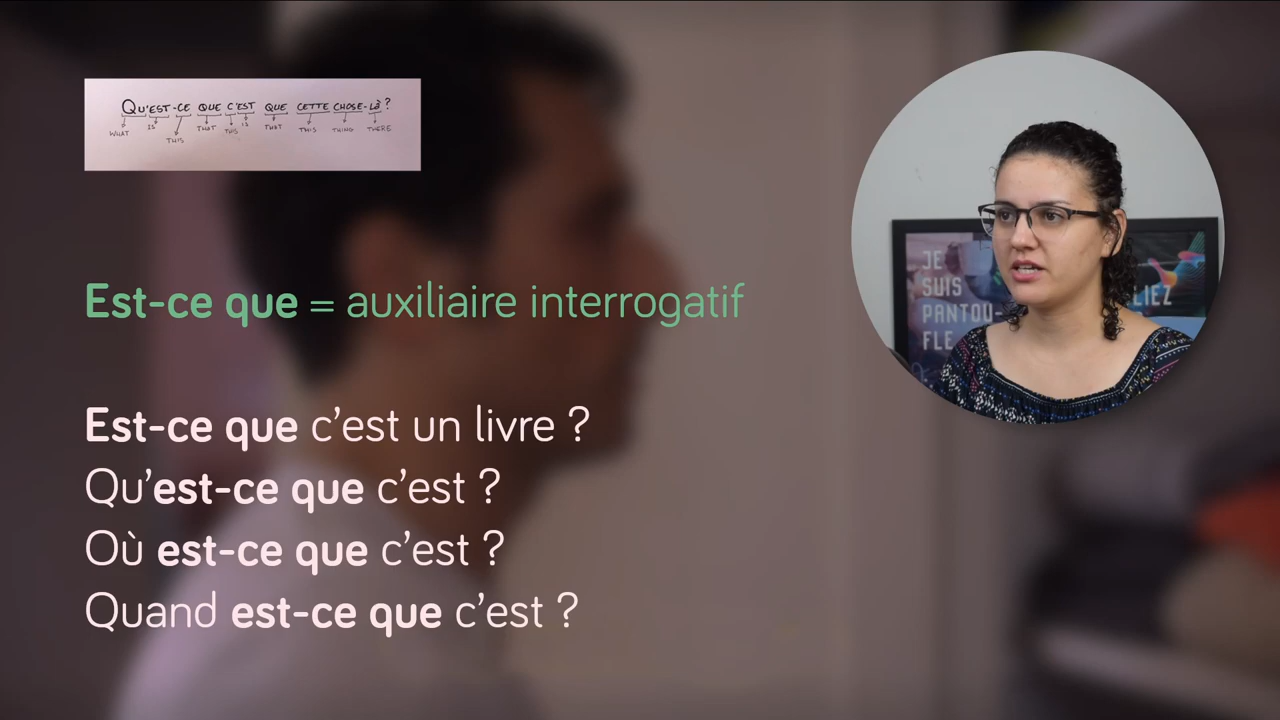 QU'EST-CE QUE C'EST QUE CETTE CHOSE-LÀ ?
WHAT IS THIS THAT THIS IS THAT THIS THING THERE
Est-ce que = auxiliaire interrogatif
Est-ce que c'est un livre ?
Qu'est-ce que c'est ?
Où est-ce que c'est ?
Quand est-ce que c'est ?
JE
SUIS
PANTOU-
FLE
LIEZ